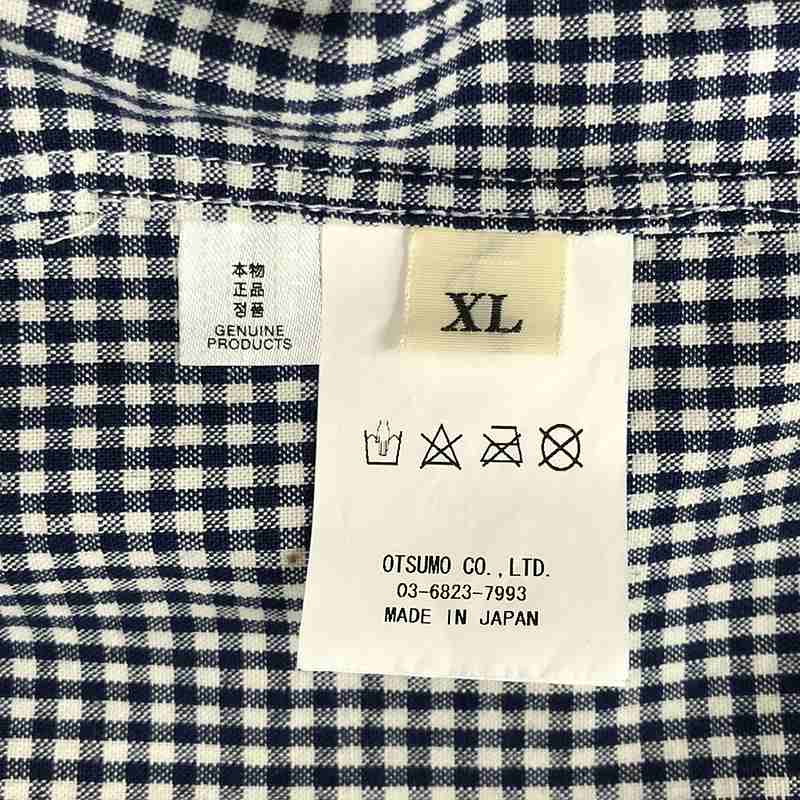 本物
正品
정품
GENUINE
PRODUCTS
XL
OTSUMO CO.,LTD.
03-6823-7993
MADE IN JAPAN